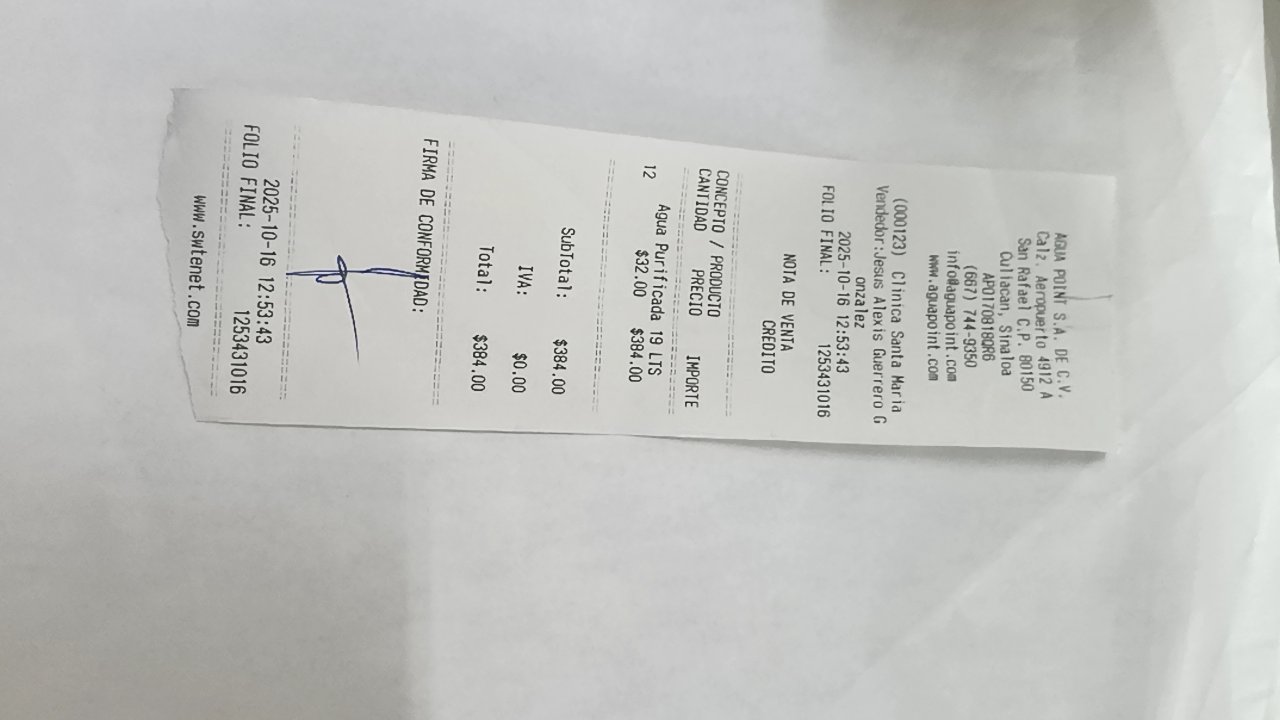 AGUA POINT S.A. DE C.V.
Calz. Aeropuerto 4912 A
San Rafael C.P. 80150
Culiacan, Sinaloa
APO170818QR6
(667) 744-9350
info@aguapoint.com
www.aguapoint.com
(000123) Clinica Santa Maria
Vendedor:Jesus Alexis Guerrero G
onzalez
2025-10-16 12:53:43
FOLIO FINAL: 1253431016
NOTA DE VENTA
CREDITO
CONCEPTO / PRODUCTO
CANTIDAD PRECIO IMPORTE
Agua Purificada 19 LTS
12 $32.00 $384.00
SubTotal: $384.00
IVA: $0.00
Total: $384.00
FIRMA DE CONFORMIDAD:
2025-10-16 12:53:43
FOLIO FINAL: 1253431016
www.swtenet.com